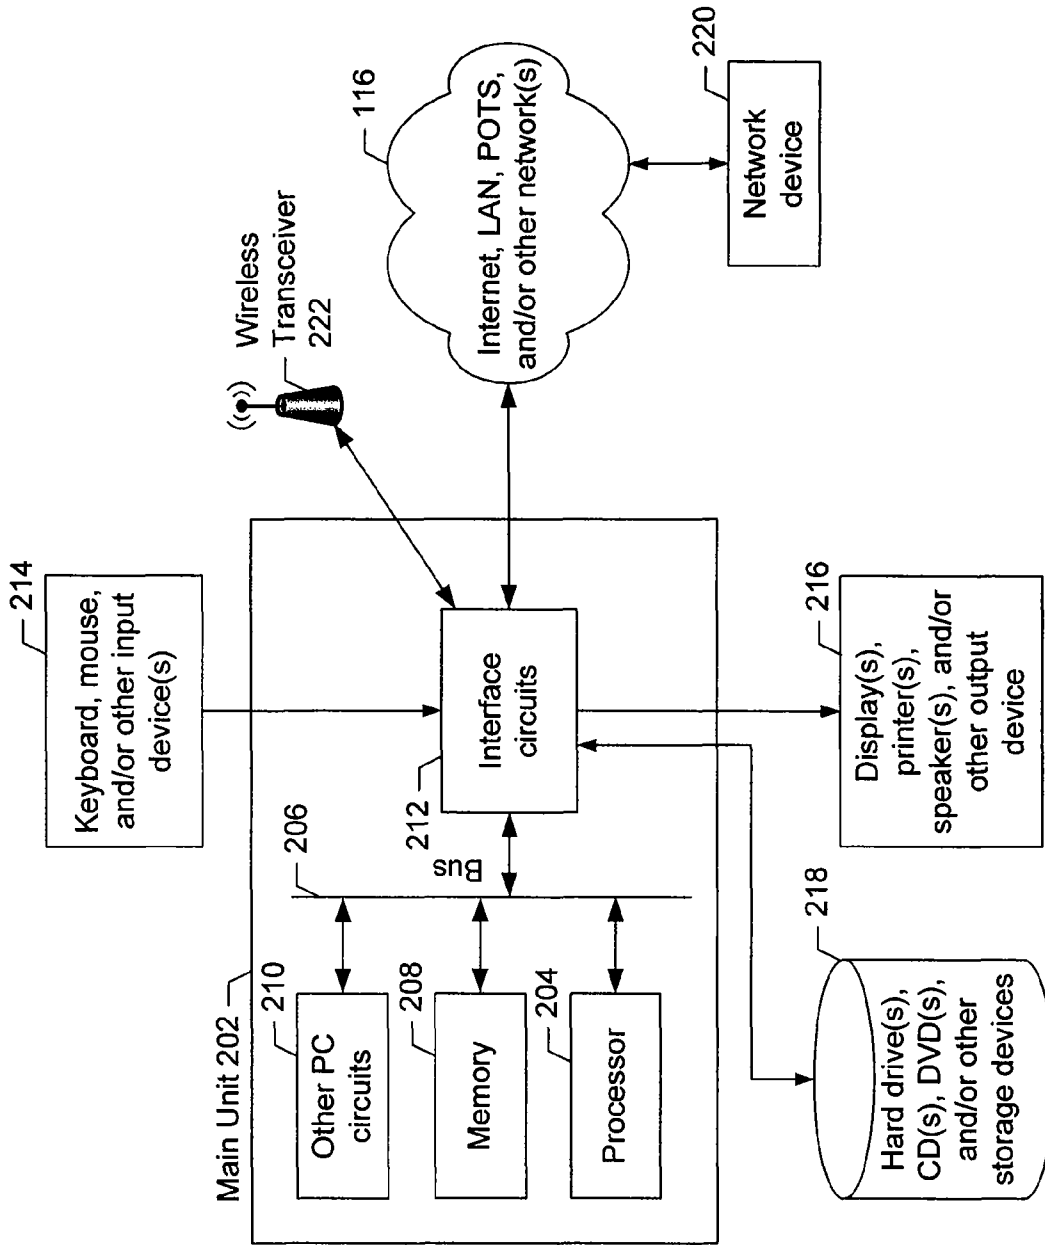 Main Unit 202
210
Other PC
circuits
208
Memory
204
Processor
206
Bus
212
Interface
circuits
214
Keyboard, mouse,
and/or other input
device(s)
Wireless
Transceiver
222
116
Internet, LAN, POTS,
and/or other network(s)
220
Network
device
216
Display(s),
printer(s),
speaker(s), and/or
other output
device
218
Hard drive(s),
CD(s), DVD(s),
and/or other
storage devices